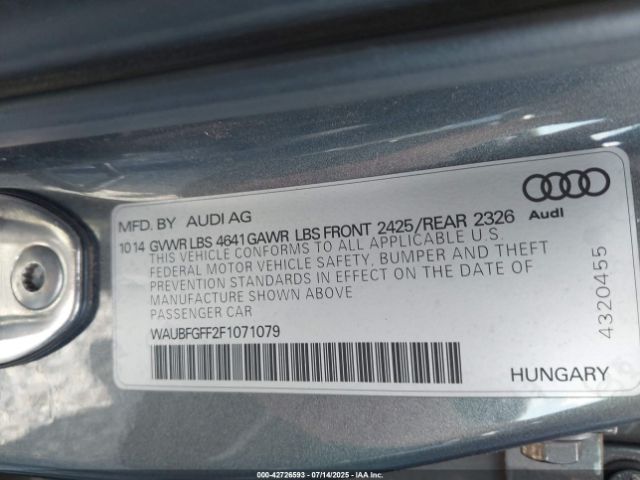 MFD. BY AUDI AG
Audi
10 14 GVWR LBS 4641 GAWR LBS FRONT 2425/REAR 2326
THIS VEHICLE CONFORMS TO ALL APPLICABLE U.S
FEDERAL MOTOR VEHICLE SAFETY, BUMPER AND THEFT
PREVENTION STANDARDS IN EFFECT ON THE DATE OF
MANUFACTURE SHOWN ABOVE
PASSENGER CAR
WAUBFGFF2F1071079
4320455
HUNGARY
000-42726593 - 07/14/2025 - IAA Inc.